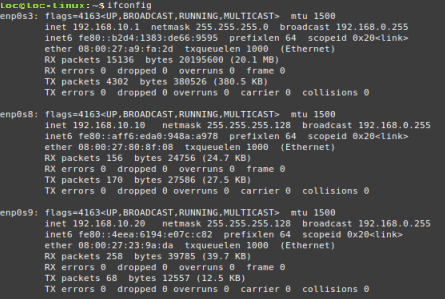 loc@loc-linux:~$ ifconfig
enp0s3: flags=4163<UP,BROADCAST,RUNNING,MULTICAST> mtu 1500
inet 192.168.10.1 netmask 255.255.255.0 broadcast 192.168.0.255
inet6 fe80::b2d4:1383:de66:9595 prefixlen 64 scopeid 0x20<link>
ether 08:00:27:a9:fa:2d txqueuelen 1000 (Ethernet)
RX packets 15136 bytes 20195600 (20.1 MB)
RX errors 0 dropped 0 overruns 0 frame 0
TX packets 4302 bytes 380526 (380.5 KB)
TX errors 0 dropped 0 overruns 0 carrier 0 collisions 0
enp0s8: flags=4163<UP,BROADCAST,RUNNING,MULTICAST> mtu 1500
inet 192.168.10.10 netmask 255.255.255.128 broadcast 192.168.0.255
inet6 fe80::aff6:eda0:948a:a978 prefixlen 64 scopeid 0x20<link>
ether 08:00:27:80:8f:08 txqueuelen 1000 (Ethernet)
RX packets 156 bytes 24756 (24.7 KB)
RX errors 0 dropped 0 overruns 0 frame 0
TX packets 170 bytes 27586 (27.5 KB)
TX errors 0 dropped 0 overruns 0 carrier 0 collisions 0
enp0s9: flags=4163<UP,BROADCAST,RUNNING,MULTICAST> mtu 1500
inet 192.168.10.20 netmask 255.255.255.128 broadcast 192.168.0.255
inet6 fe80::4eea:6194:e07c:c82 prefixlen 64 scopeid 0x20<link>
ether 08:00:27:23:9a:da txqueuelen 1000 (Ethernet)
RX packets 258 bytes 39785 (39.7 KB)
RX errors 0 dropped 0 overruns 0 frame 0
TX packets 68 bytes 12557 (12.5 KB)
TX errors 0 dropped 0 overruns 0 carrier 0 collisions 0